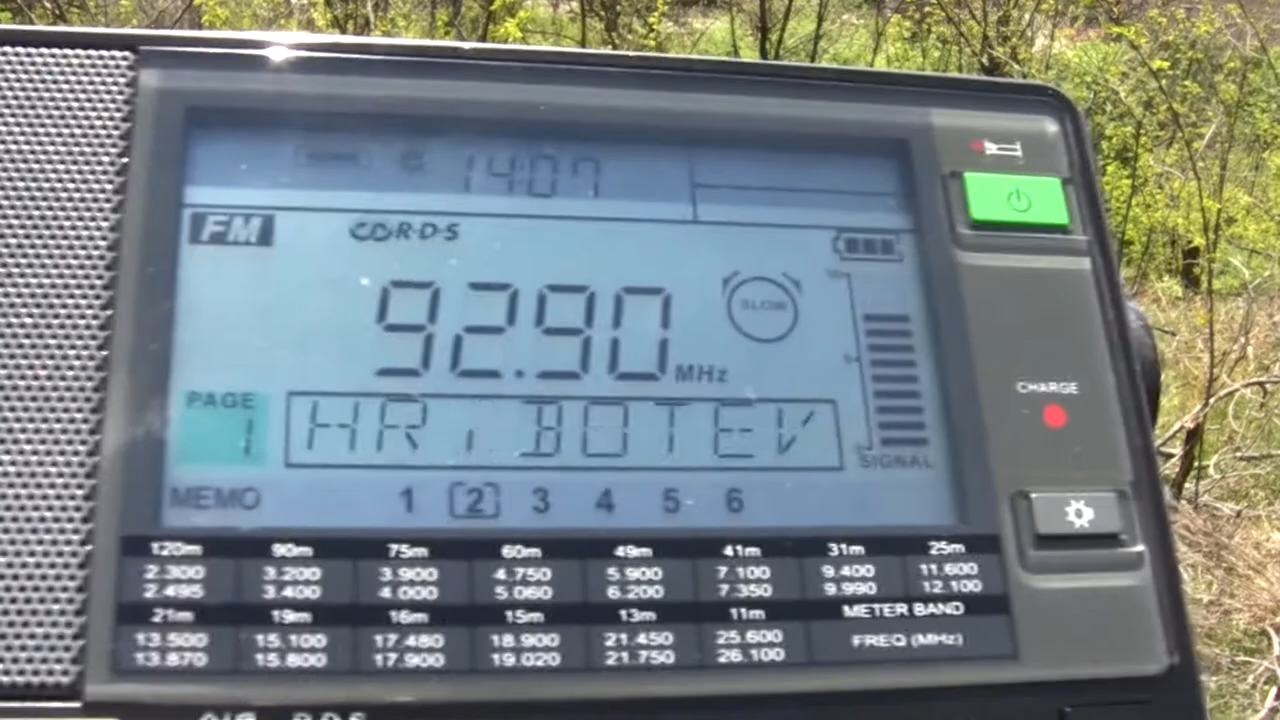 14:07
FM R·D·S
92.90 MHz
SLOW
PAGE
1
HRiBOTEV
SIGNAL
MEMO 1 2 3 4 5 6
CHARGE
120m 90m 75m 60m 49m 41m 31m 25m
2.300 3.200 3.900 4.750 5.900 7.100 9.400 11.600
2.495 3.400 4.000 5.060 6.200 7.350 9.990 12.100
21m 19m 16m 15m 13m 11m METER BAND
13.500 15.100 17.480 18.900 21.450 25.600 FREQ (MHz)
13.870 15.800 17.900 19.020 21.750 26.100